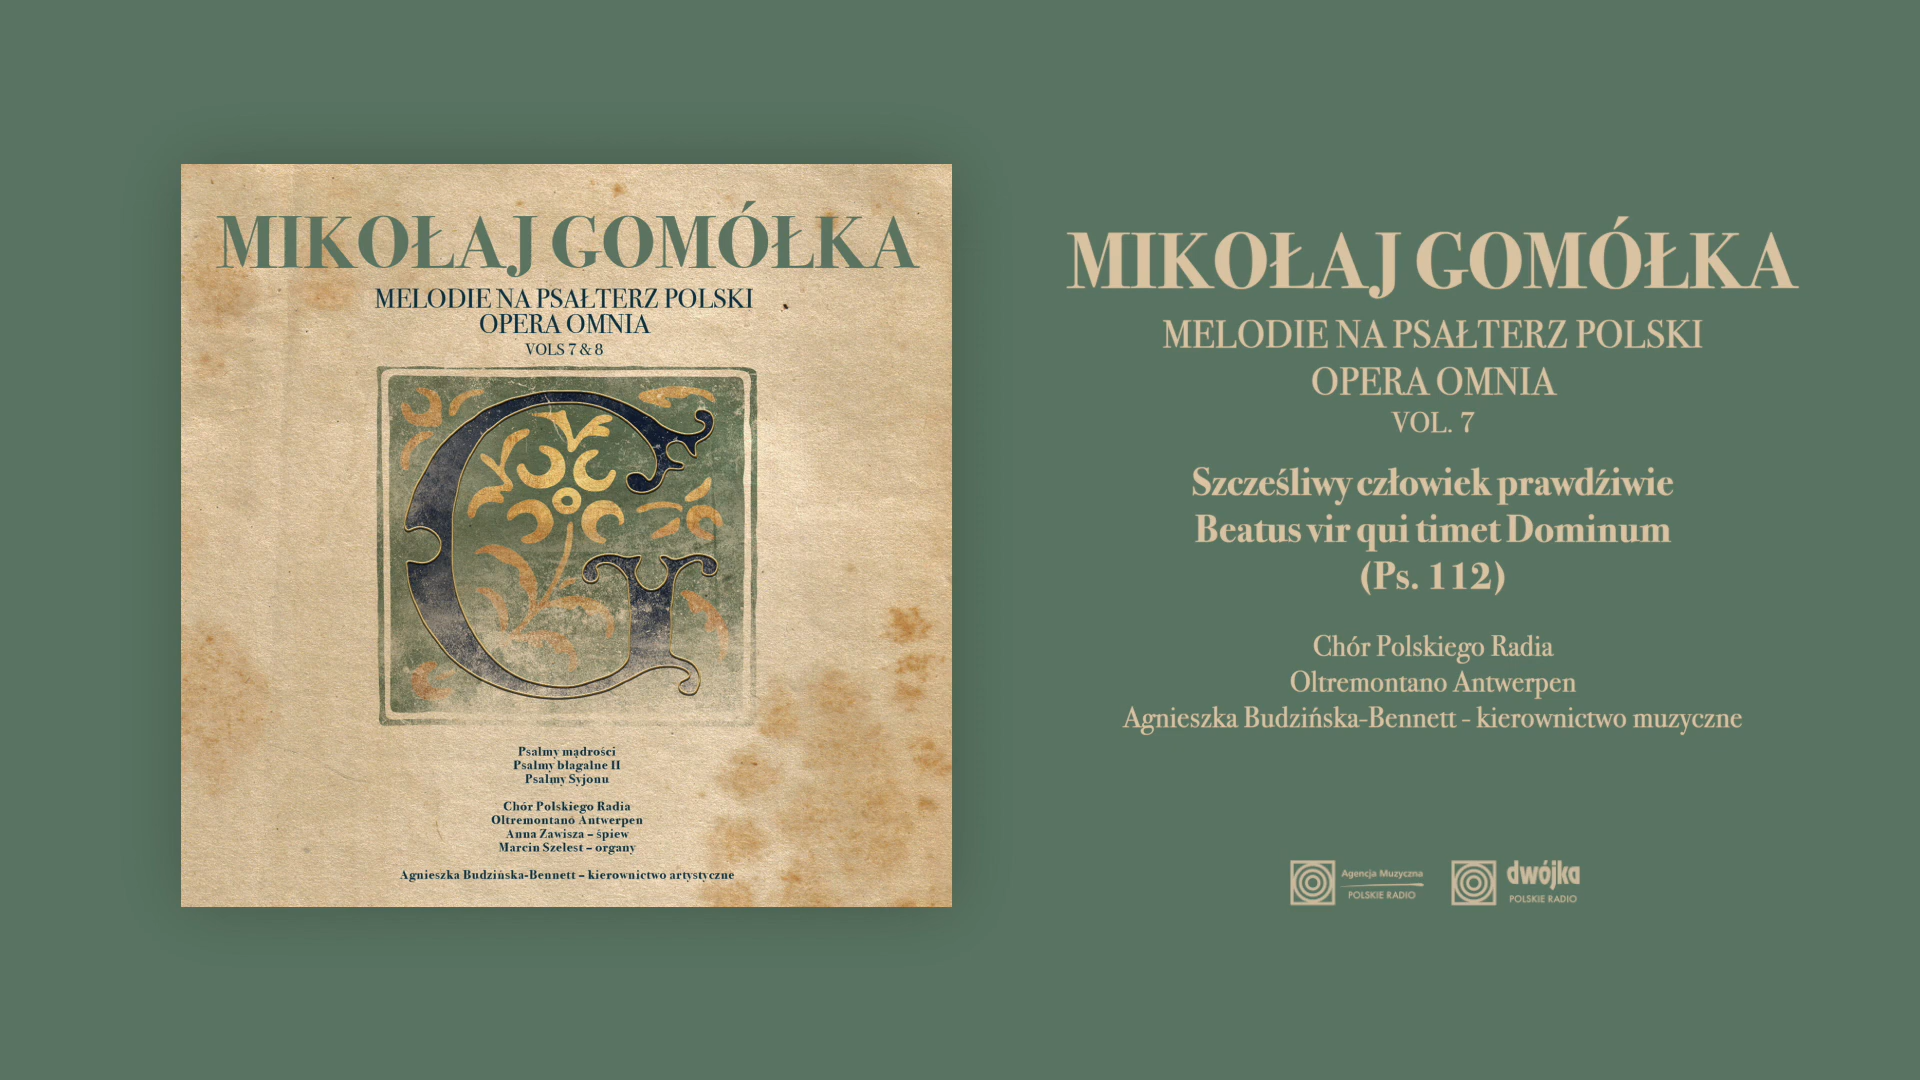 MIKOŁAJ GOMÓŁKA
MELODIE NA PSAŁTERZ POLSKI
OPERA OMNIA
VOLS 7 & 8
G
Psalmy mądrości
Psalmy błagalne II
Psalmy Syjonu
Chór Polskiego Radia
Oltremontano Antwerpen
Anna Zawisza – śpiew
Marcin Szelest – organy
Agnieszka Budzińska-Bennett – kierownictwo artystyczne
MIKOŁAJ GOMÓŁKA
MELODIE NA PSAŁTERZ POLSKI
OPERA OMNIA
VOL. 7
Szcześliwy człowiek prawdźiwie
Beatus vir qui timet Dominum
(Ps. 112)
Chór Polskiego Radia
Oltremontano Antwerpen
Agnieszka Budzińska-Bennett - kierownictwo muzyczne
Agencja Muzyczna
POLSKIE RADIO
dwójka
POLSKIE RADIO